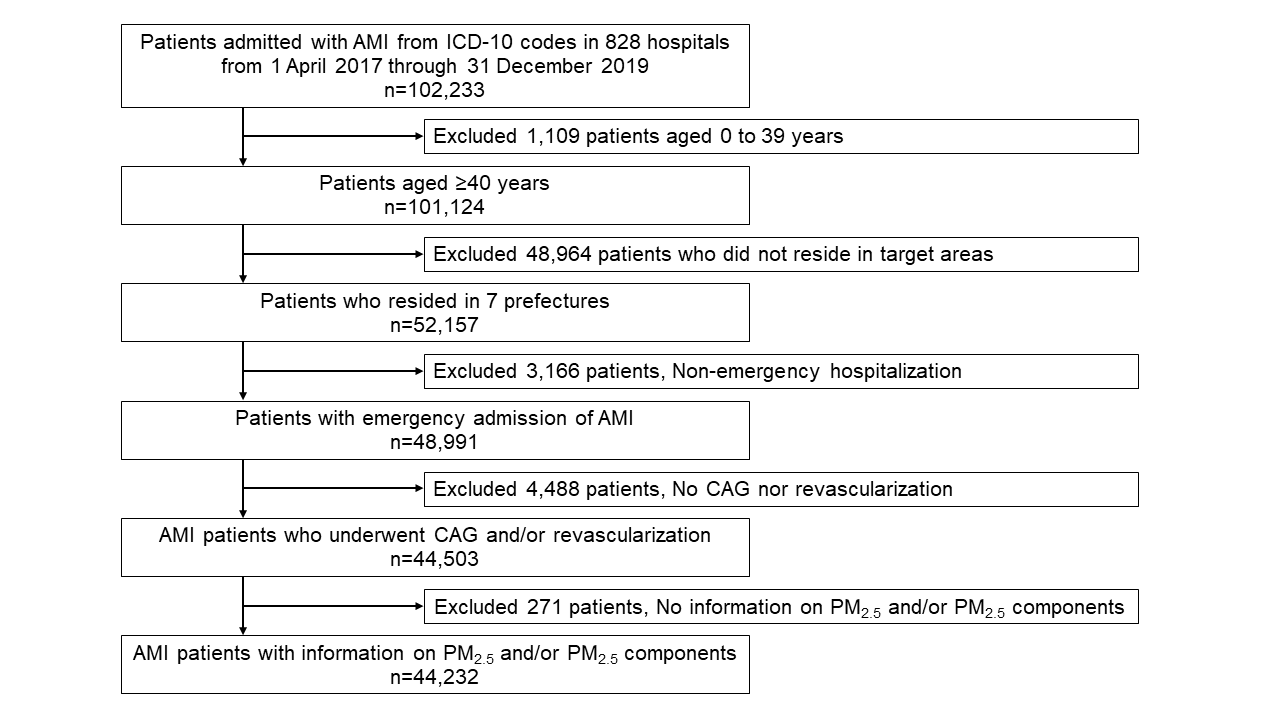 Patients admitted with AMI from ICD-10 codes in 828 hospitals
from 1 April 2017 through 31 December 2019
n=102,233
Excluded 1,109 patients aged 0 to 39 years
Patients aged ≥40 years
n=101,124
Excluded 48,964 patients who did not reside in target areas
Patients who resided in 7 prefectures
n=52,157
Excluded 3,166 patients, Non-emergency hospitalization
Patients with emergency admission of AMI
n=48,991
Excluded 4,488 patients, No CAG nor revascularization
AMI patients who underwent CAG and/or revascularization
n=44,503
Excluded 271 patients, No information on PM2.5 and/or PM2.5 components
AMI patients with information on PM2.5 and/or PM2.5 components
n=44,232